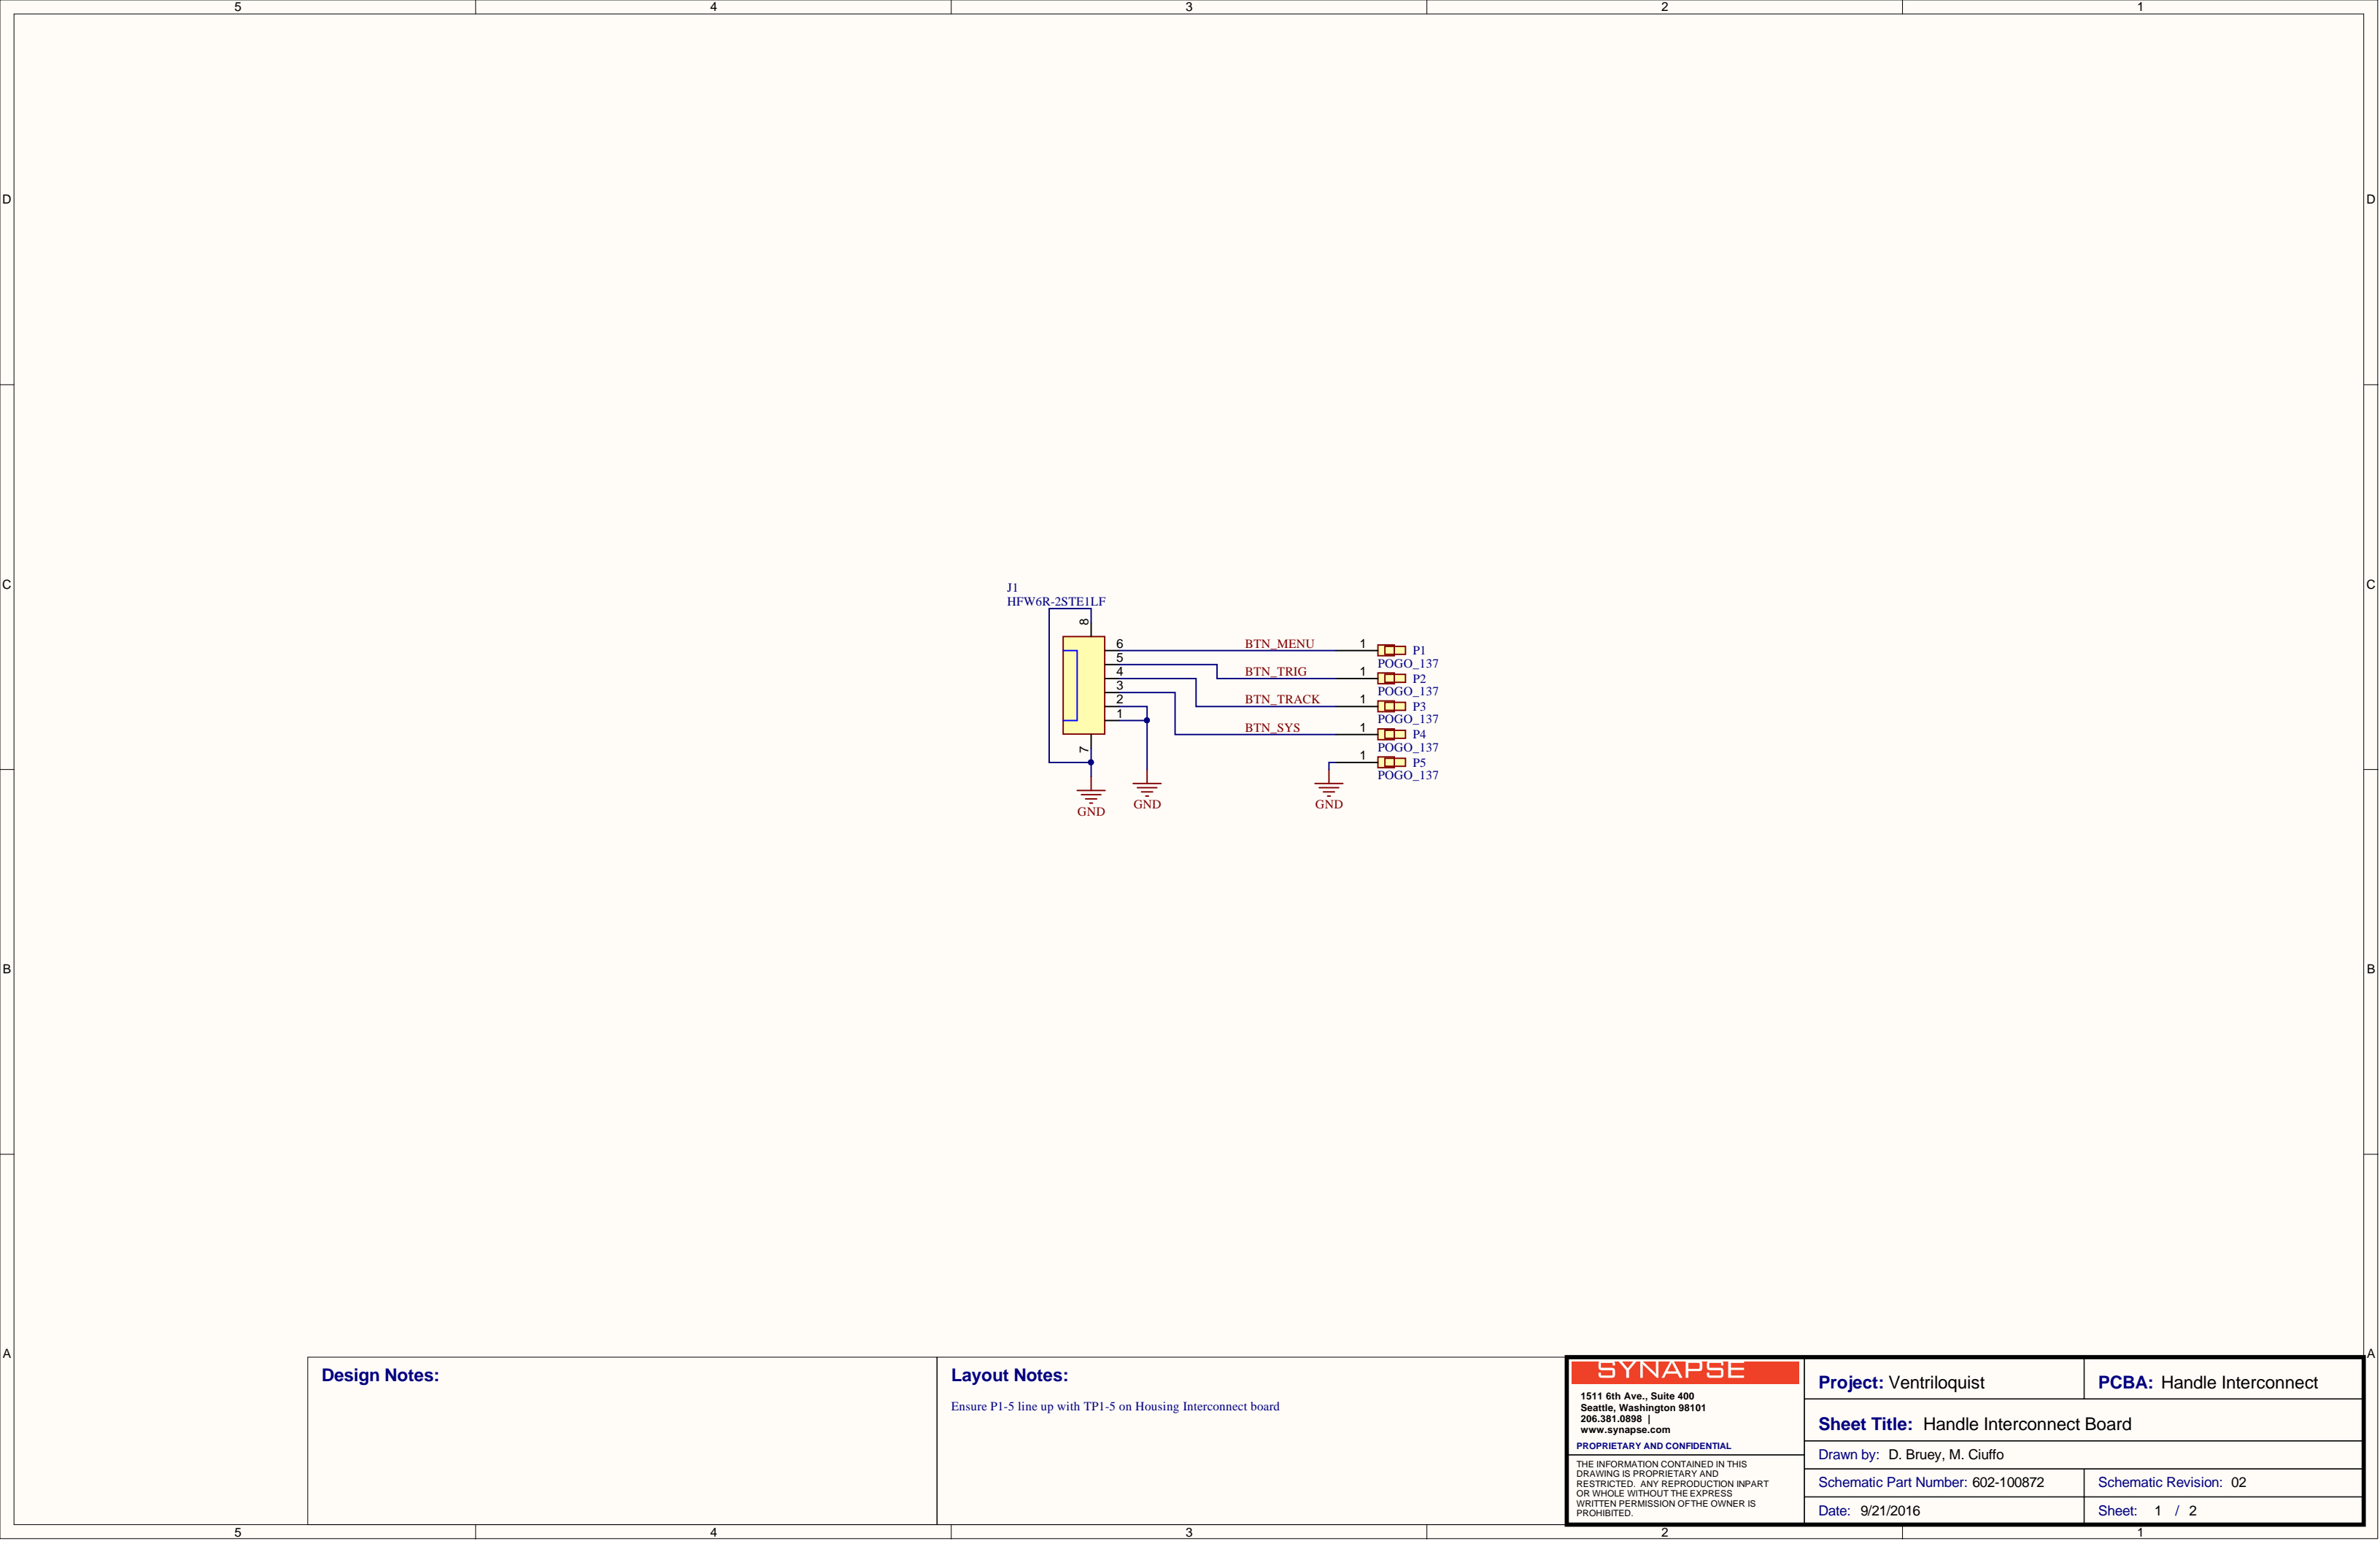 5 4 3 2 1
D D
C C
J1
HFW6R-2STE1LF
8
6 BTN_MENU 1 P1
5 POGO_137
4 BTN_TRIG 1 P2
3 POGO_137
2 BTN_TRACK 1 P3
1 POGO_137
BTN_SYS 1 P4
7 POGO_137
1 P5
POGO_137
GND GND GND
B B
A A
Design Notes:
Layout Notes:
Ensure P1-5 line up with TP1-5 on Housing Interconnect board
SYNAPSE
1511 6th Ave., Suite 400
Seattle, Washington 98101
206.381.0898 |
www.synapse.com
PROPRIETARY AND CONFIDENTIAL
THE INFORMATION CONTAINED IN THIS
DRAWING IS PROPRIETARY AND
RESTRICTED. ANY REPRODUCTION INPART
OR WHOLE WITHOUT THE EXPRESS
WRITTEN PERMISSION OF THE OWNER IS
PROHIBITED.
Project: Ventriloquist
PCBA: Handle Interconnect
Sheet Title: Handle Interconnect Board
Drawn by: D. Bruey, M. Ciuffo
Schematic Part Number: 602-100872
Schematic Revision: 02
Date: 9/21/2016
Sheet: 1 / 2
5 4 3 2 1